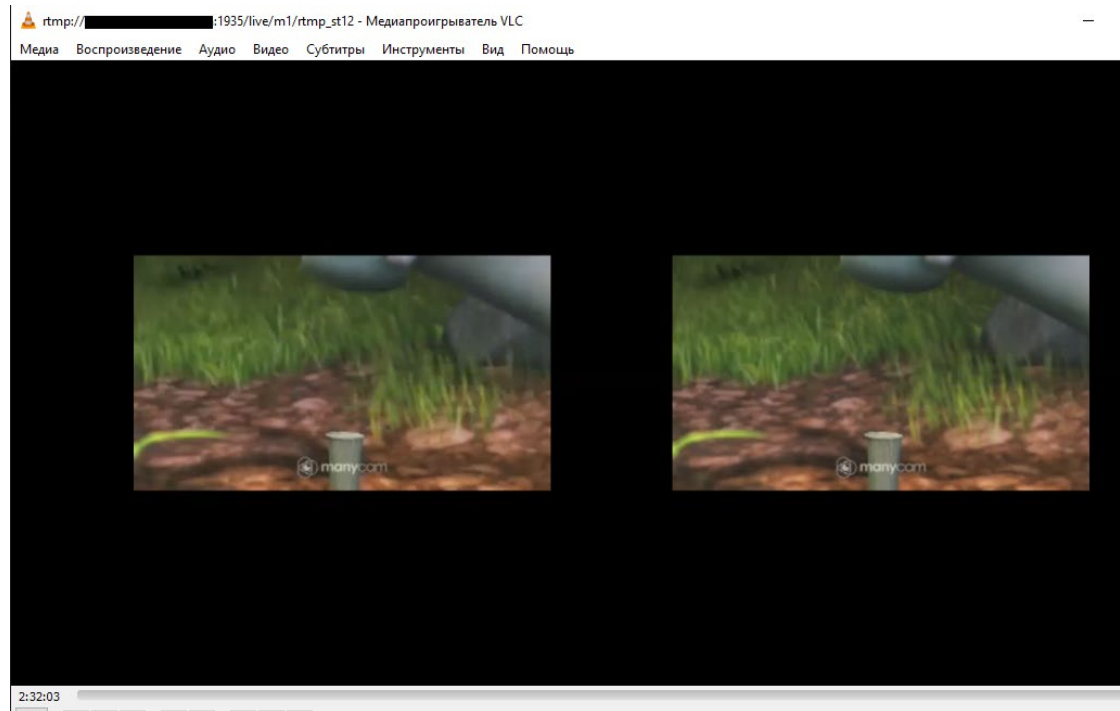 rtmp:// :1935/live/m1/rtmp_st12 - Медиапроигрыватель VLC
Медиа Воспроизведение Аудио Видео Субтитры Инструменты Вид Помощь
manycam manycam
2:32:03